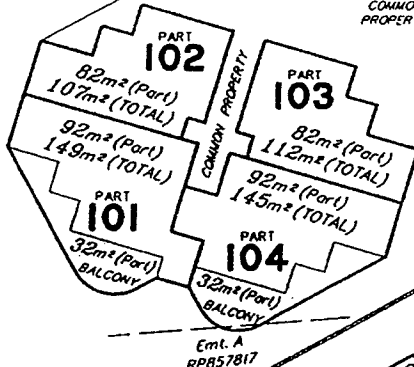 COMMO
PROPER
PART
102
82m² (Part)
107m² (TOTAL)
COMMON PROPERTY
PART
103
82m² (Part)
112m² (TOTAL)
92m² (Part)
149m² (TOTAL)
PART
101
32m² (Part)
BALCONY
92m² (Part)
145m² (TOTAL)
PART
104
32m² (Part)
BALCONY
Emt. A
RP857817